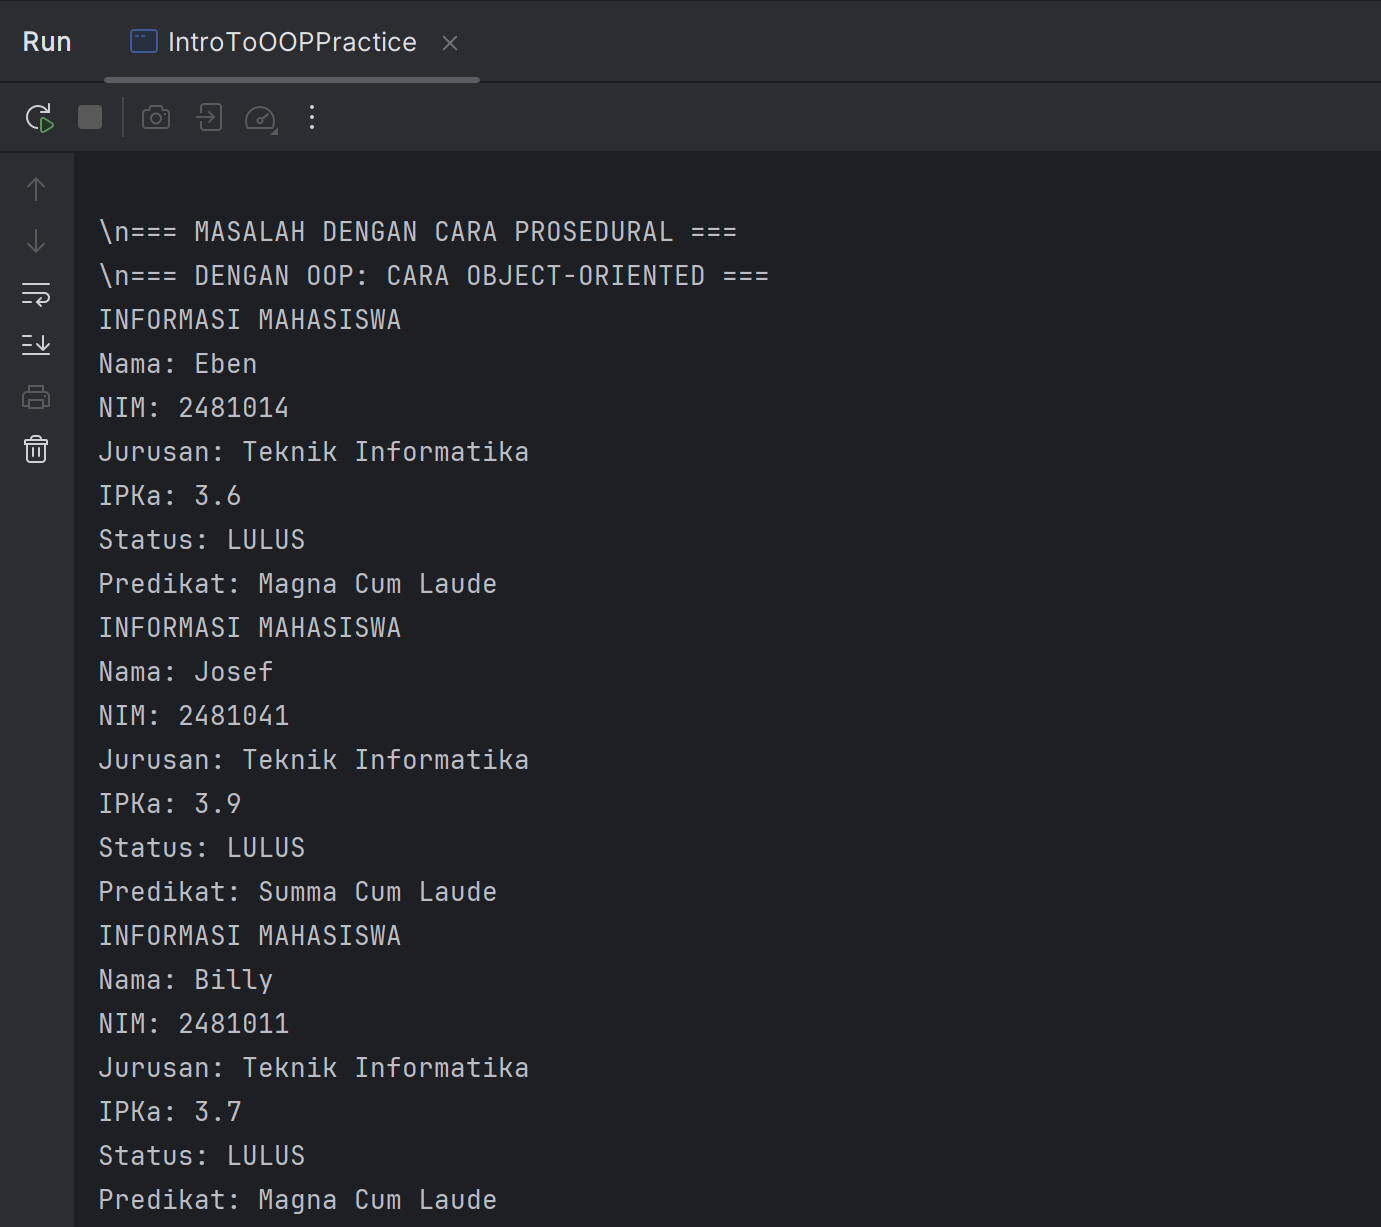 Run
IntroToOOPPractice
\n=== MASALAH DENGAN CARA PROSEDURAL ===
\n=== DENGAN OOP: CARA OBJECT-ORIENTED ===
INFORMASI MAHASISWA
Nama: Eben
NIM: 2481014
Jurusan: Teknik Informatika
IPKa: 3.6
Status: LULUS
Predikat: Magna Cum Laude
INFORMASI MAHASISWA
Nama: Josef
NIM: 2481041
Jurusan: Teknik Informatika
IPKa: 3.9
Status: LULUS
Predikat: Summa Cum Laude
INFORMASI MAHASISWA
Nama: Billy
NIM: 2481011
Jurusan: Teknik Informatika
IPKa: 3.7
Status: LULUS
Predikat: Magna Cum Laude